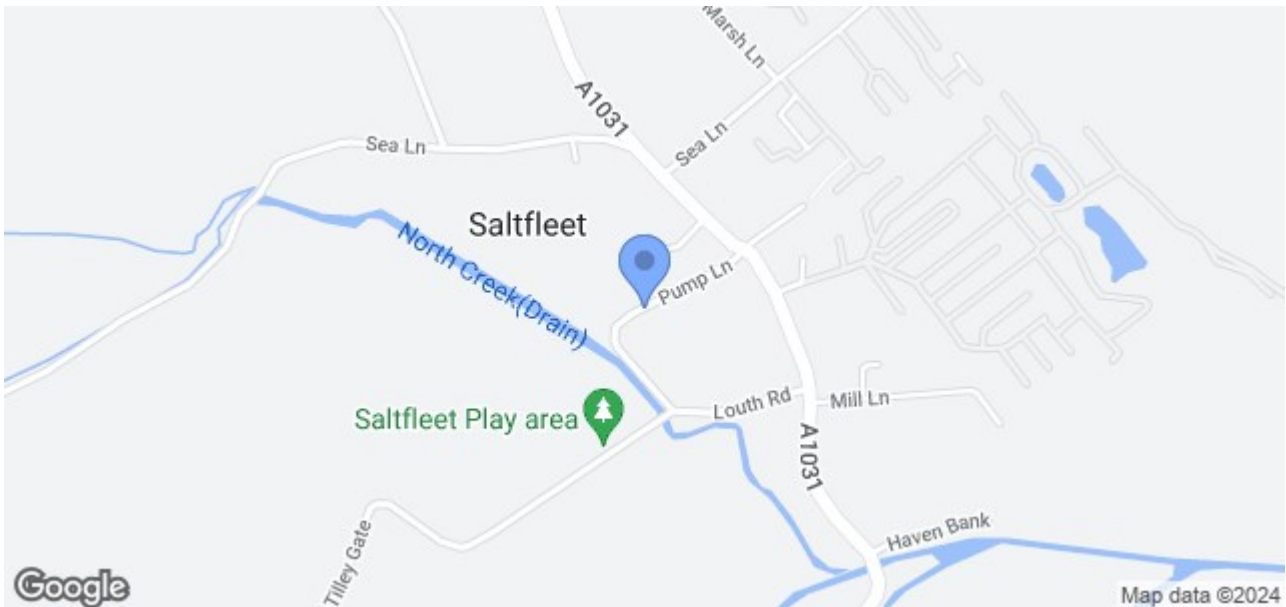 Marsh Ln
A1031
Sea Ln
Sea Ln
Saltfleet
North Creek(Drain)
Pump Ln
Saltfleet Play area
Louth Rd
Mill Ln
A1031
Haven Bank
Tilley Gate
Google
Map data ©2024